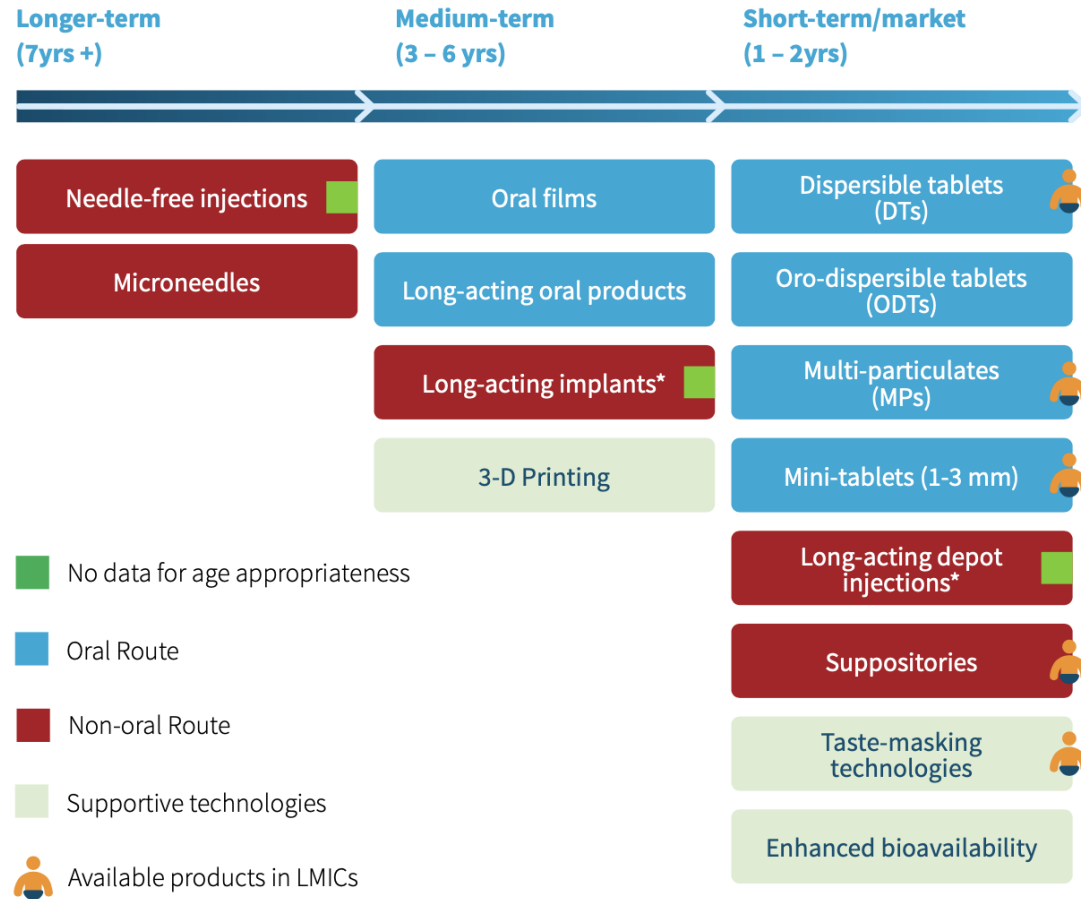 Longer-term
(7yrs +)
Medium-term
(3 – 6 yrs)
Short-term/market
(1 – 2yrs)
Needle-free injections
Microneedles
Oral films
Long-acting oral products
Long-acting implants*
3-D Printing
Dispersible tablets
(DTs)
Oro-dispersible tablets
(ODTs)
Multi-particulates
(MPs)
Mini-tablets (1-3 mm)
Long-acting depot
injections*
Suppositories
Taste-masking
technologies
Enhanced bioavailability
No data for age appropriateness
Oral Route
Non-oral Route
Supportive technologies
Available products in LMICs